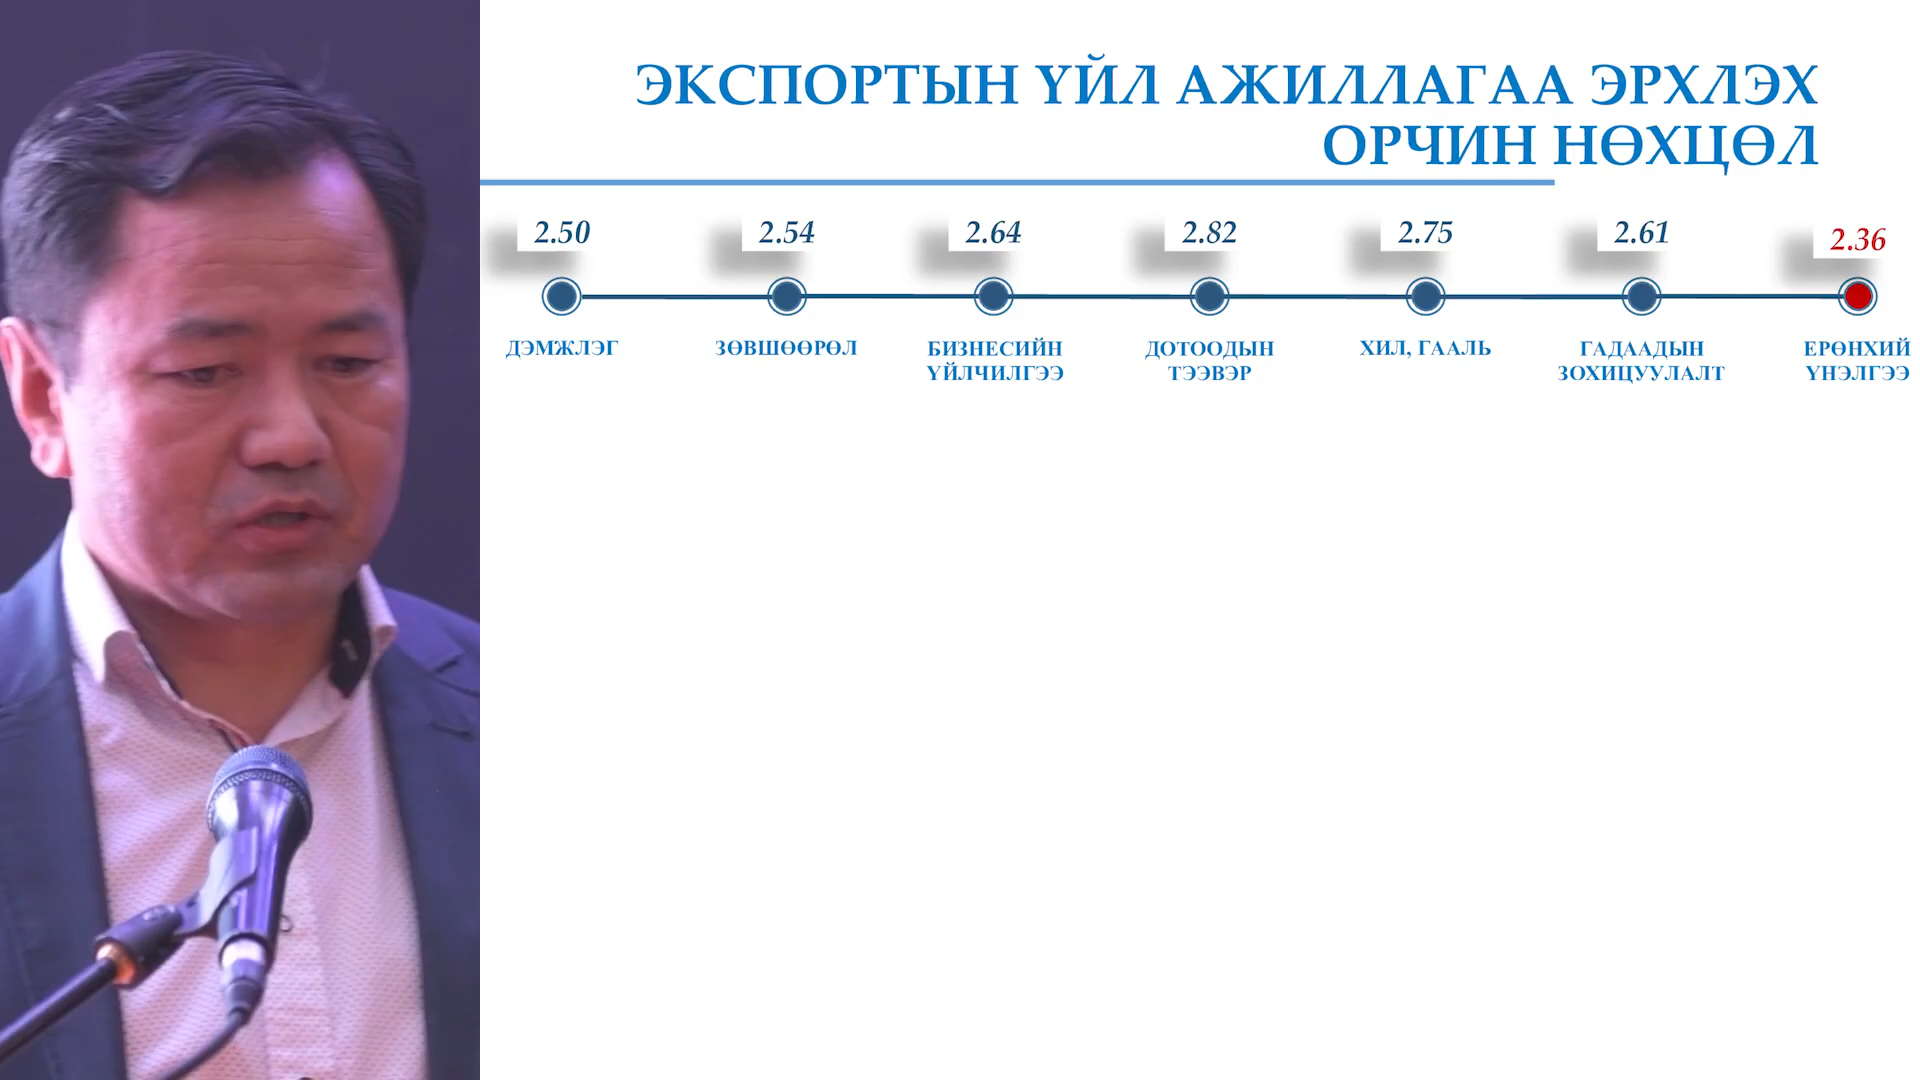 ЭКСПОРТЫН ҮЙЛ АЖИЛЛАГАА ЭРХЛЭХ
ОРЧИН НӨХЦӨЛ
2.50
2.54
2.64
2.82
2.75
2.61
2.36
ДЭМЖЛЭГ
ЗӨВШӨӨРӨЛ
БИЗНЕСИЙН
ҮЙЛЧИЛГЭЭ
ДОТООДЫН
ТЭЭВЭР
ХИЛ, ГААЛЬ
ГАДААДЫН
ЗОХИЦУУЛАЛТ
ЕРӨНХИЙ
ҮНЭЛГЭЭ